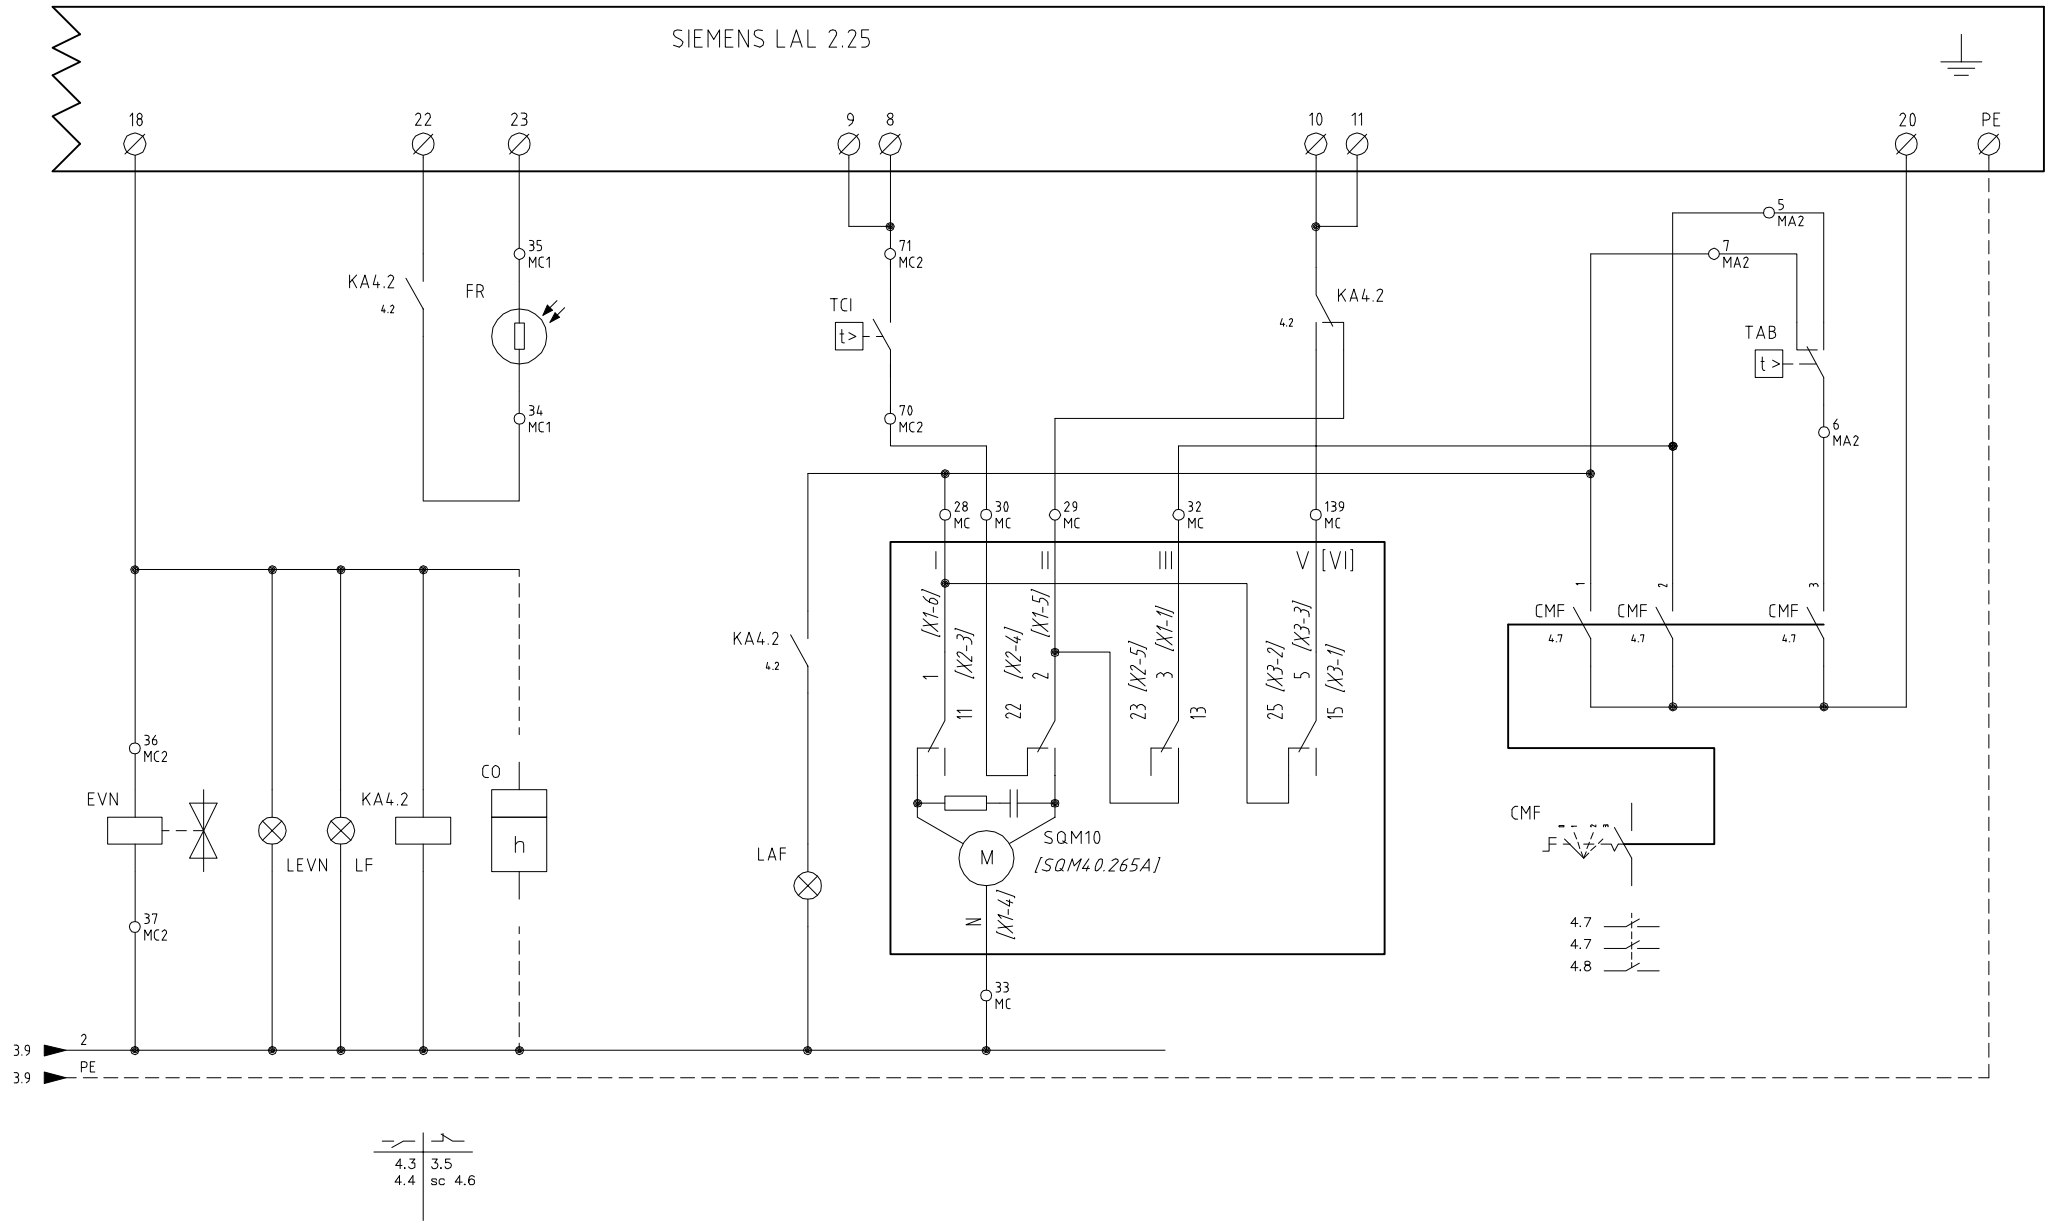 SIEMENS LAL 2.25
18
22
23
9
8
10
11
20
PE
5
MA2
7
MA2
35
MC1
71
MC2
KA4.2
4.2
FR
TCI
t>
KA4.2
4.2
TAB
t >
34
MC1
70
MC2
6
MA2
28
MC
30
MC
29
MC
32
MC
139
MC
I
II
III
V [VI]
[X1-6]
[X2-3]
[X2-4]
[X1-5]
[X2-5]
[X1-1]
[X3-2]
[X3-3]
[X3-1]
1
11
22
2
23
3
13
25
5
15
1
2
3
CMF
4.7
CMF
4.7
CMF
4.7
KA4.2
4.2
36
MC2
EVN
CO
KA4.2
h
LEVN
LF
LAF
SQM10
[SQM40.265A]
M
N
[X1-4]
CMF
37
MC2
4.7
4.7
4.8
33
MC
3.9
2
3.9
PE
4.3
3.5
4.4
sc 4.6